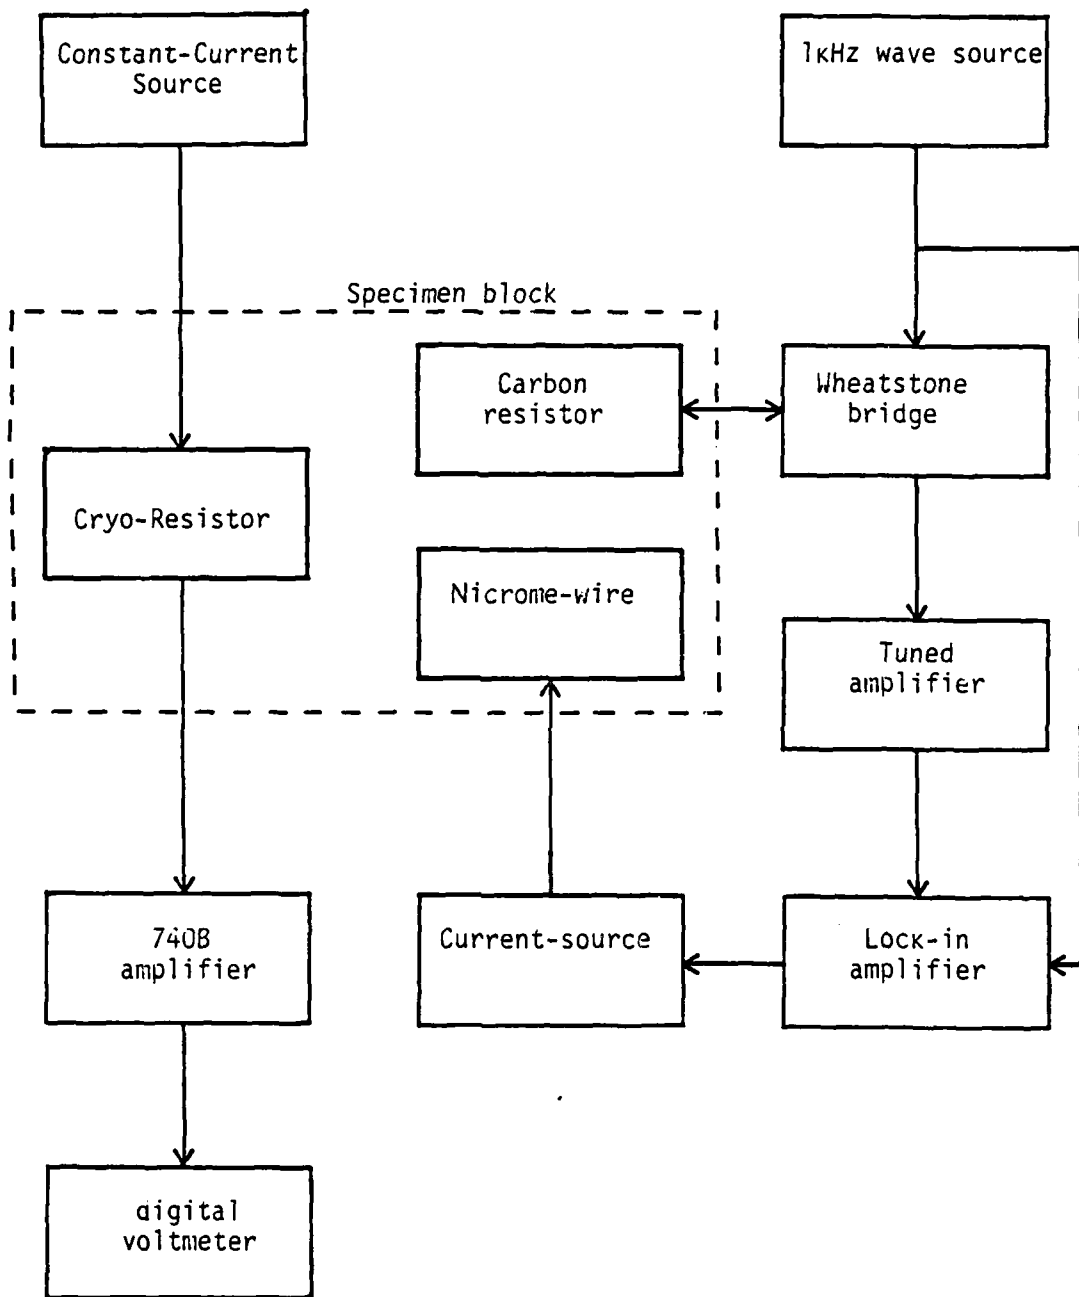 Constant-Current
Source
1kHz wave source
Specimen block
Carbon
resistor
Wheatstone
bridge
Cryo-Resistor
Nicrome-wire
Tuned
amplifier
740B
amplifier
Current-source
Lock-in
amplifier
digital
voltmeter